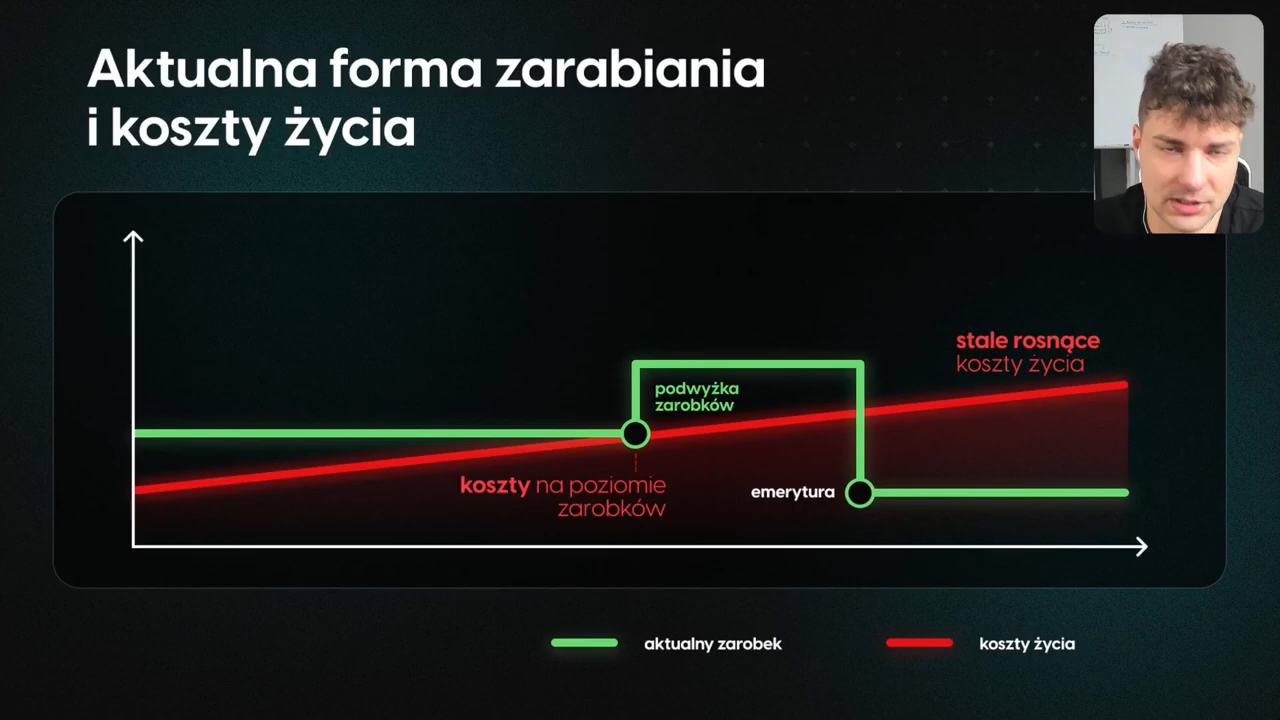 Aktualna forma zarabiania
i koszty życia
stale rosnące
koszty życia
podwyżka
zarobków
koszty na poziomie
zarobków
emerytura
aktualny zarobek
koszty życia